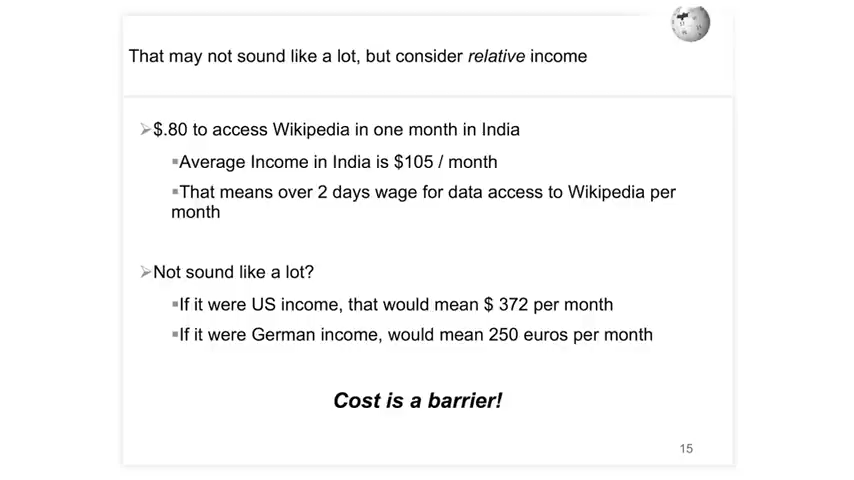 That may not sound like a lot, but consider relative income
$.80 to access Wikipedia in one month in India
Average Income in India is $105 / month
That means over 2 days wage for data access to Wikipedia per
month
Not sound like a lot?
If it were US income, that would mean $ 372 per month
If it were German income, would mean 250 euros per month
Cost is a barrier!
15